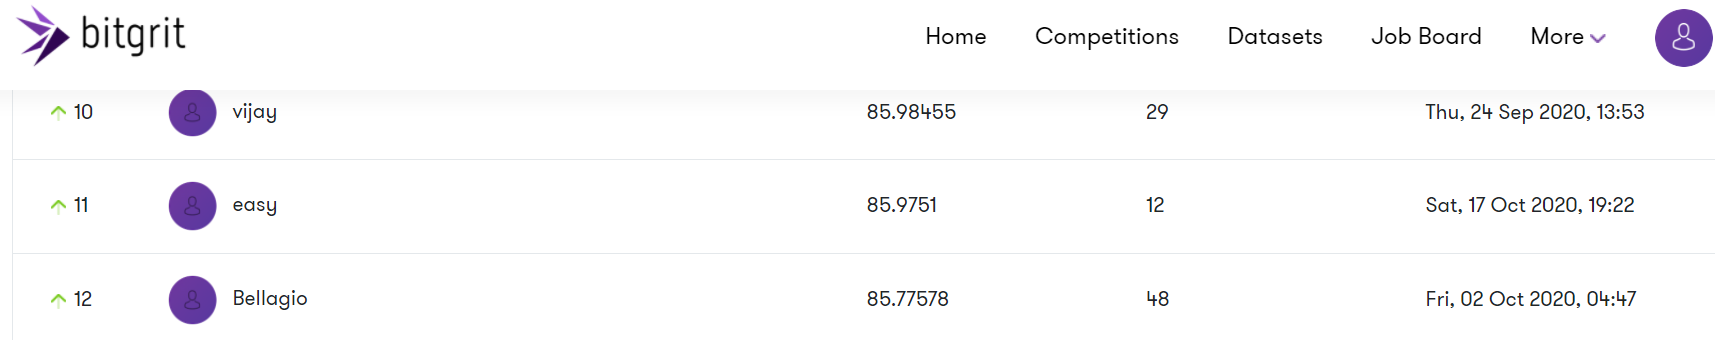 bitgrit Home Competitions Datasets Job Board More
10 vijay 85.98455 29 Thu, 24 Sep 2020, 13:53
11 easy 85.9751 12 Sat, 17 Oct 2020, 19:22
12 Bellagio 85.77578 48 Fri, 02 Oct 2020, 04:47